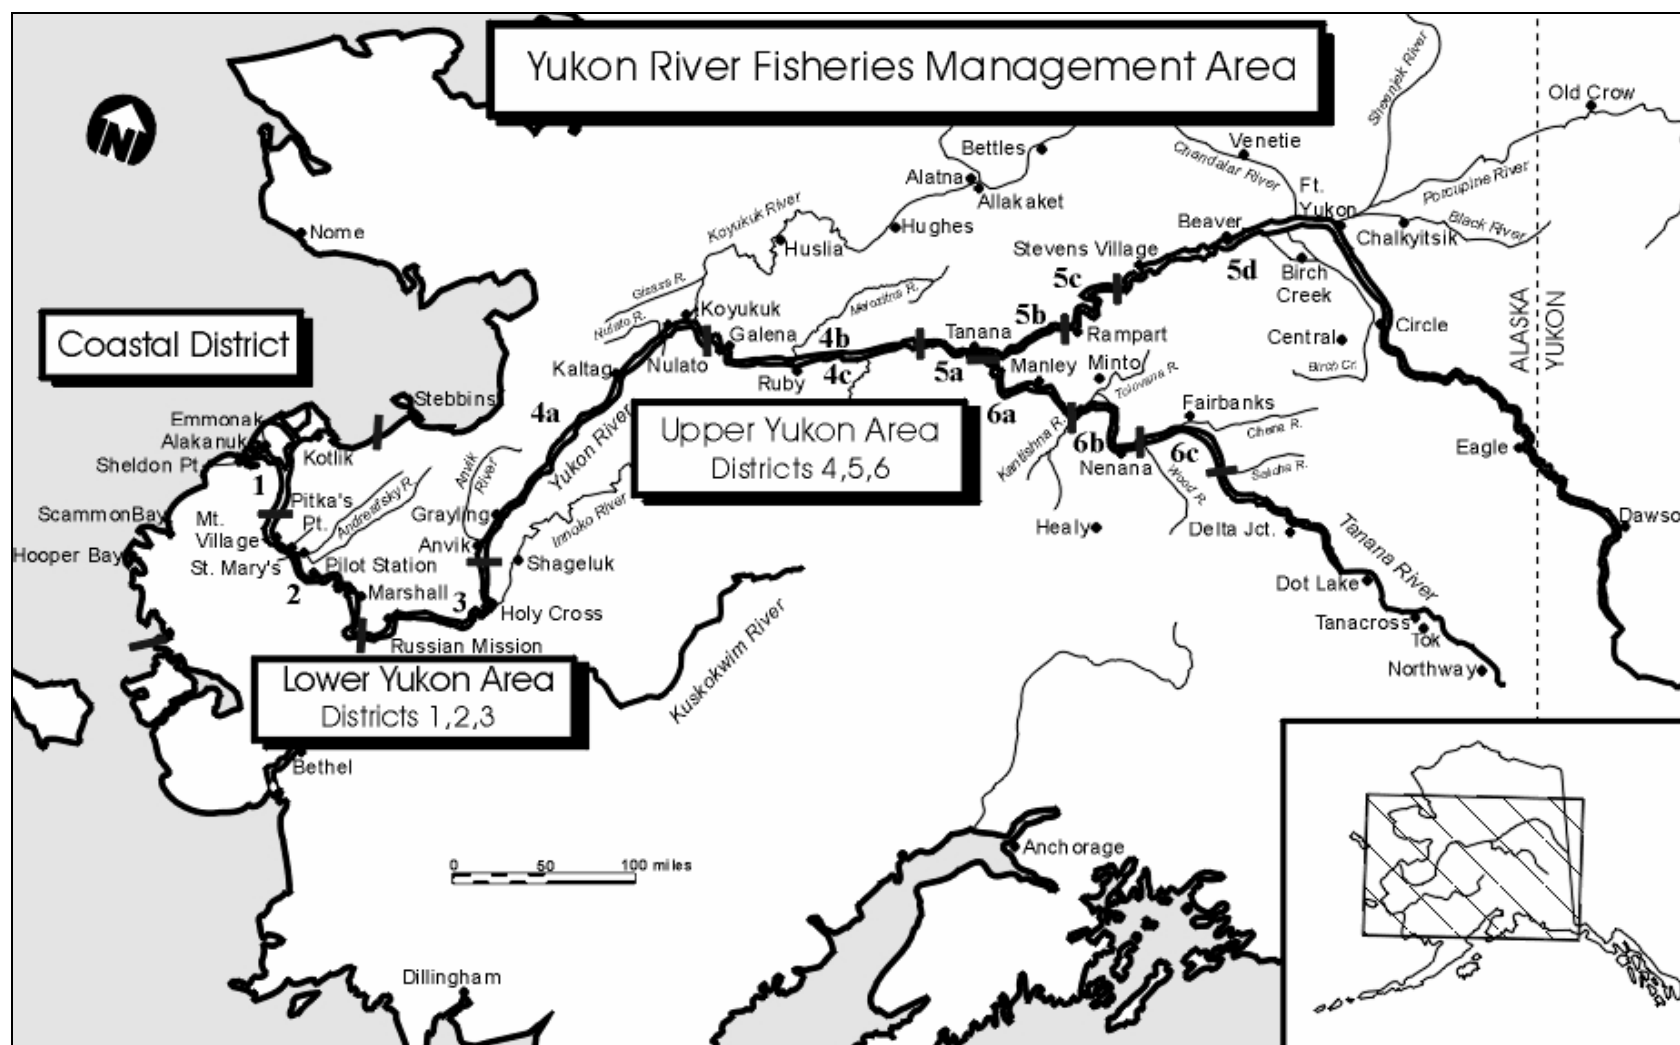 Yukon River Fisheries Management Area
N
Old Crow
Sheenjek River
Venetie
Chandalar River
Bettles
Alatna
Allakaket
Ft.
Yukon
Porcupine River
Black River
Chalkyitsik
Koyukuk River
Hughes
Huslia
Beaver
Stevens Village
5c
5d
Birch
Creek
Nome
Gisasa R.
Nulato R.
Koyukuk
Melozitna R.
Galena
4b
Tanana
5b
Rampart
Circle
Central
Birch Cr.
ALASKA
YUKON
Coastal District
Kaltag
Nulato
Ruby
4c
5a
Manley
Minto
Tolovana R.
Stebbins
4a
Yukon River
Upper Yukon Area
Districts 4,5,6
6a
Kantishna R.
6b
Nenana
Fairbanks
Chena R.
6c
Salcha R.
Wood R.
Eagle
Emmonak
Alakanuk
Sheldon Pt.
Kotlik
1
Anvik
River
Pitka's
Pt.
Andreafsky R.
Grayling
Innoko River
ScammonBay
Mt.
Village
Hooper Bay
St. Mary's
Anvik
Shageluk
Healy
Delta Jct.
Tanana River
Dawso
Pilot Station
2
Marshall
3
Holy Cross
Russian Mission
Dot Lake
Tanacross
Tok
Northway
Kuskokwim River
Lower Yukon Area
Districts 1,2,3
Bethel
0 50 100 miles
Anchorage
Dillingham